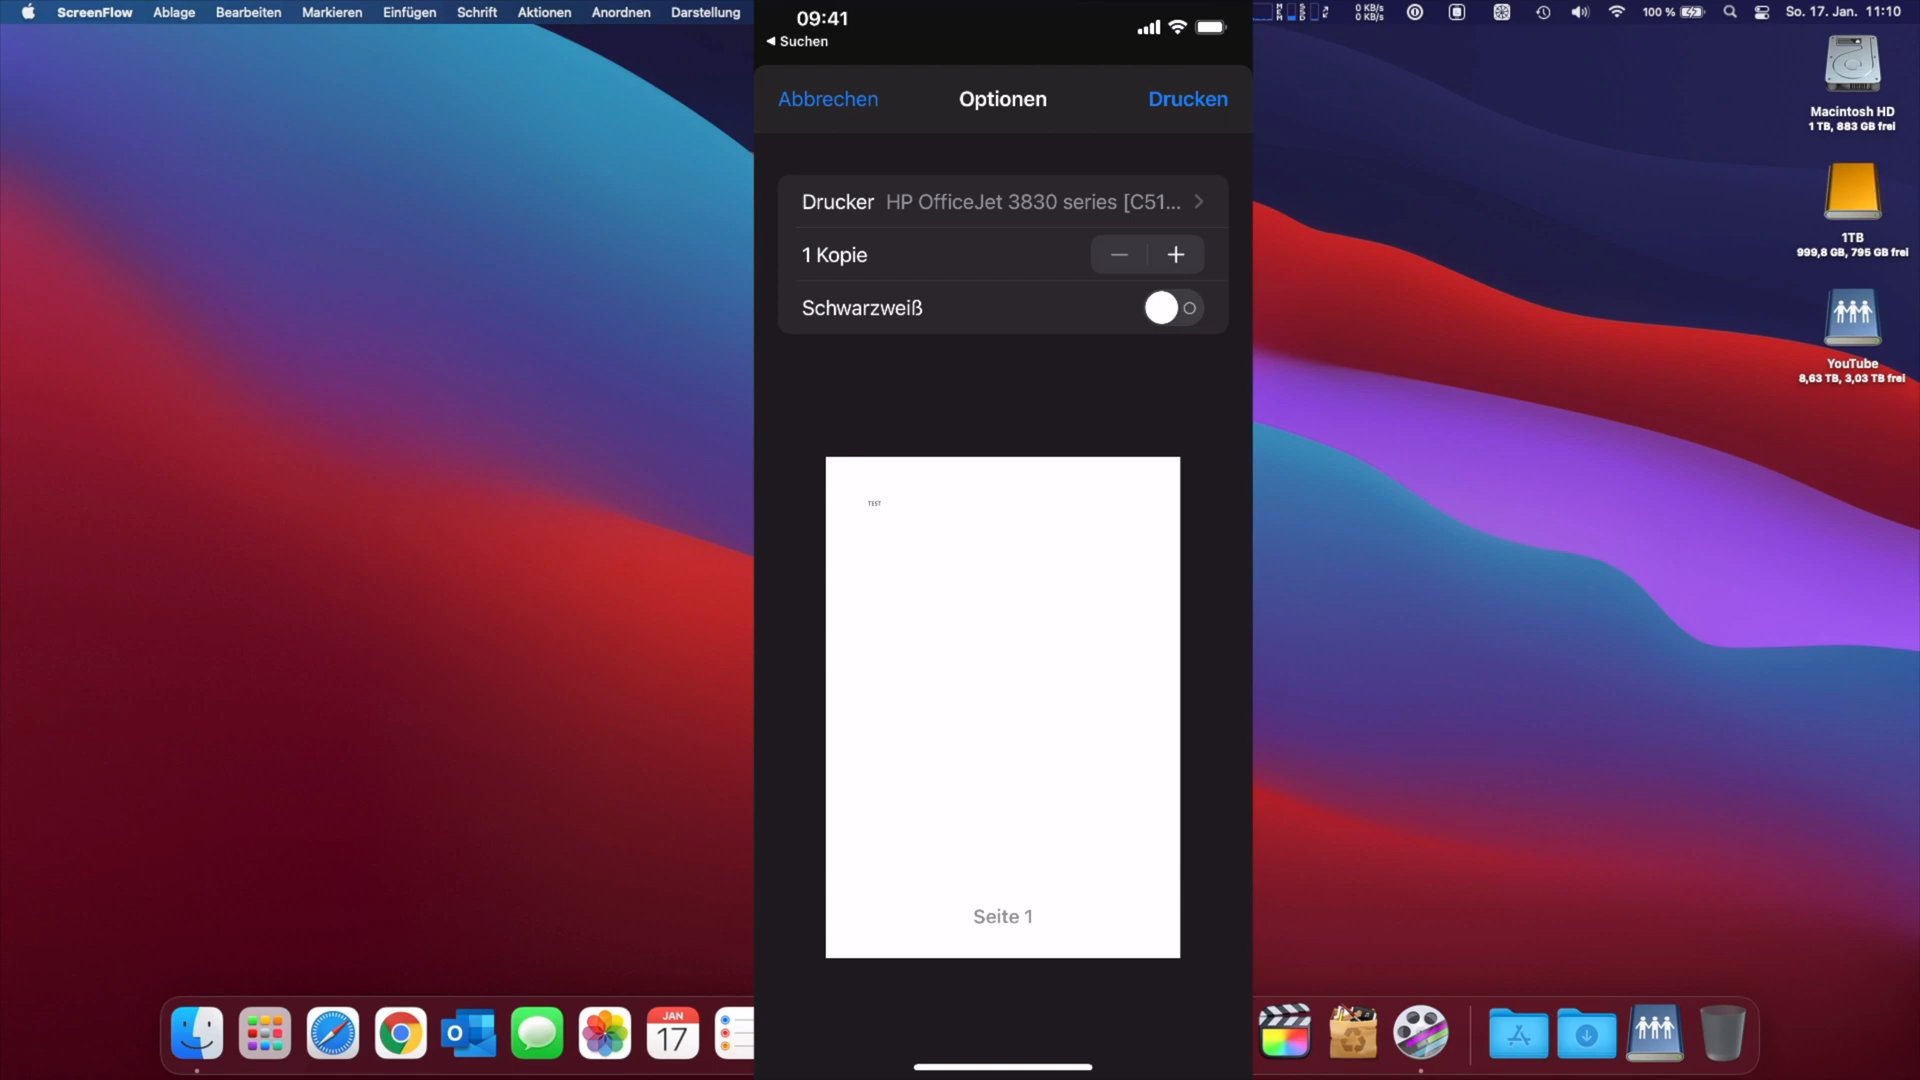 ScreenFlow Ablage Bearbeiten Markieren Einfügen Schrift Aktionen Anordnen Darstellung
0 KB/s
0 KB/s
100 % So. 17. Jan. 11:10
09:41
Suchen
Abbrechen Optionen Drucken
Drucker HP OfficeJet 3830 series [C51...
1 Kopie
Schwarzweiß
TEST
Seite 1
Macintosh HD
1 TB, 883 GB frei
1TB
999,8 GB, 795 GB frei
YouTube
8,63 TB, 3,03 TB frei
JAN
17